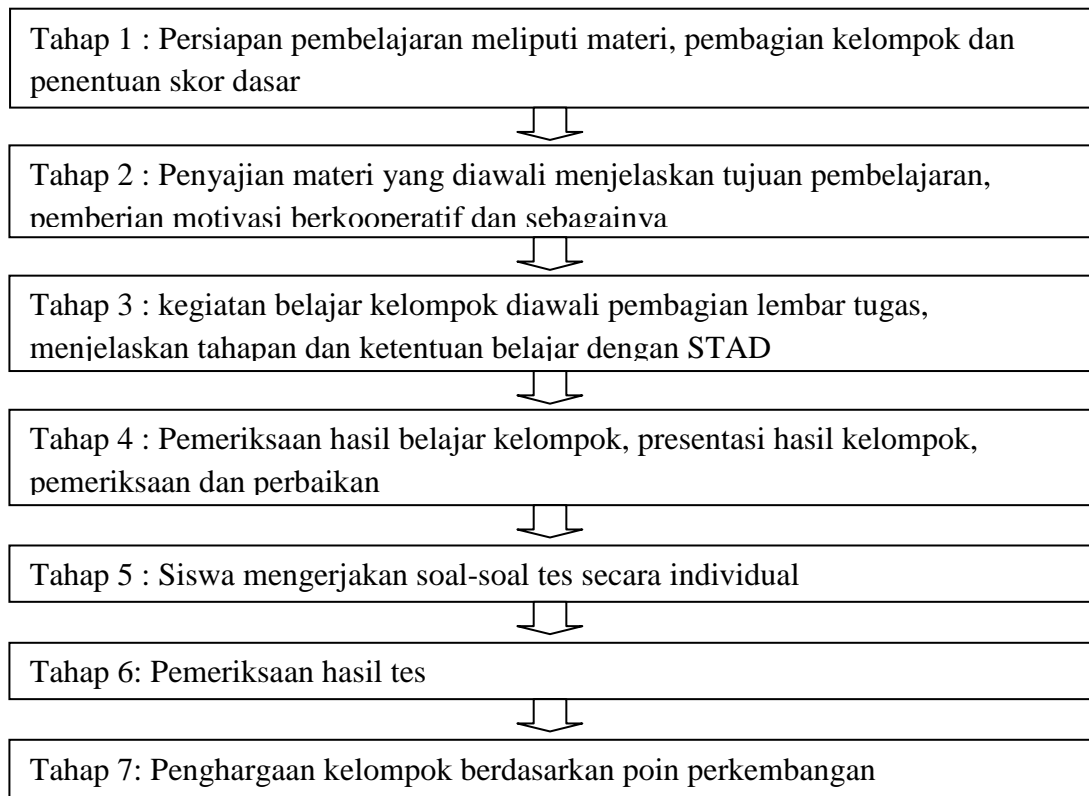 Tahap 1 : Persiapan pembelajaran meliputi materi, pembagian kelompok dan
penentuan skor dasar
Tahap 2 : Penyajian materi yang diawali menjelaskan tujuan pembelajaran,
pemberian motivasi berkooperatif dan sebagainya
Tahap 3 : kegiatan belajar kelompok diawali pembagian lembar tugas,
menjelaskan tahapan dan ketentuan belajar dengan STAD
Tahap 4 : Pemeriksaan hasil belajar kelompok, presentasi hasil kelompok,
pemeriksaan dan perbaikan
Tahap 5 : Siswa mengerjakan soal-soal tes secara individual
Tahap 6: Pemeriksaan hasil tes
Tahap 7: Penghargaan kelompok berdasarkan poin perkembangan